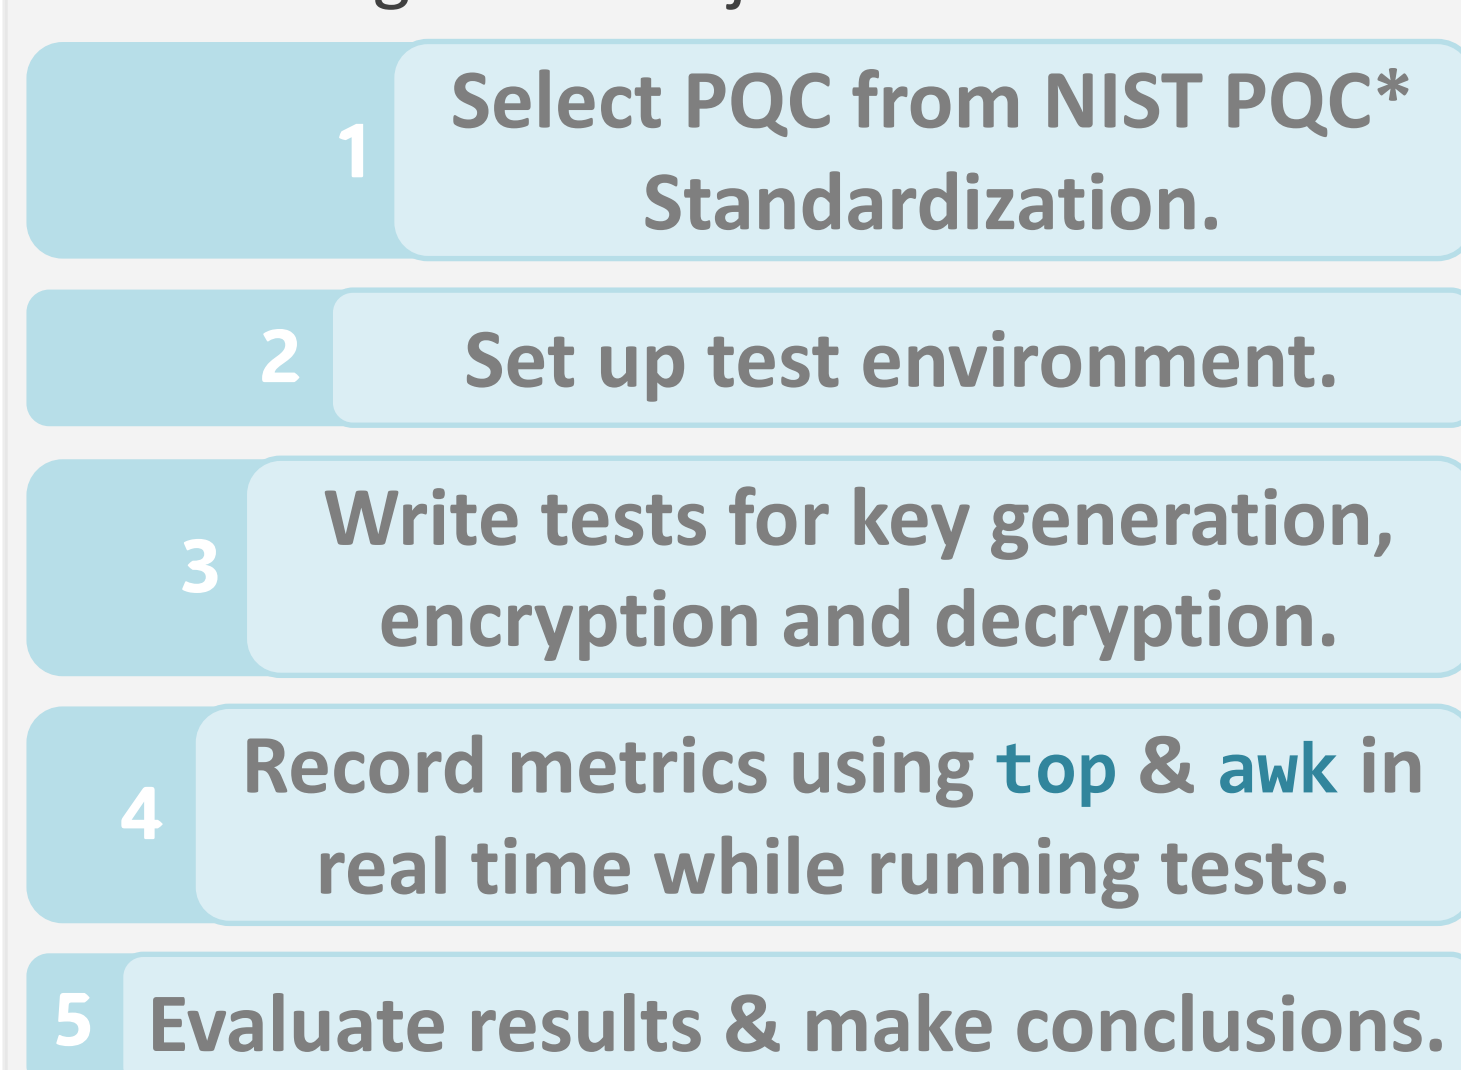 1
Select PQC from NIST PQC*
Standardization.
2
Set up test environment.
3
Write tests for key generation,
encryption and decryption.
4
Record metrics using top & awk in
real time while running tests.
5
Evaluate results & make conclusions.